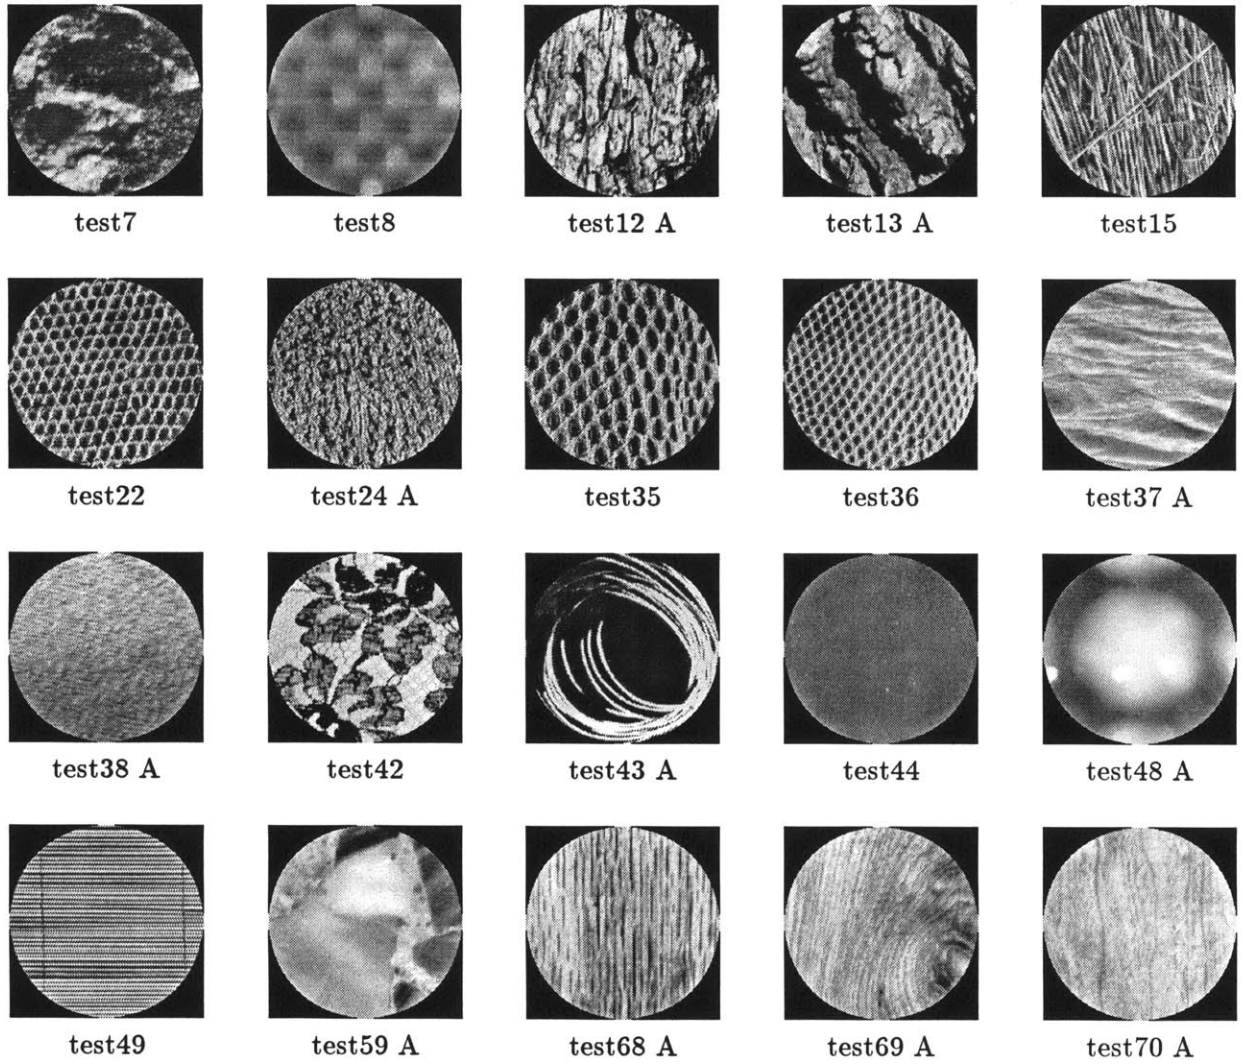 test7 test8 test12 A test13 A test15
test22 test24 A test35 test36 test37 A
test38 A test42 test43 A test44 test48 A
test49 test59 A test68 A test69 A test70 A